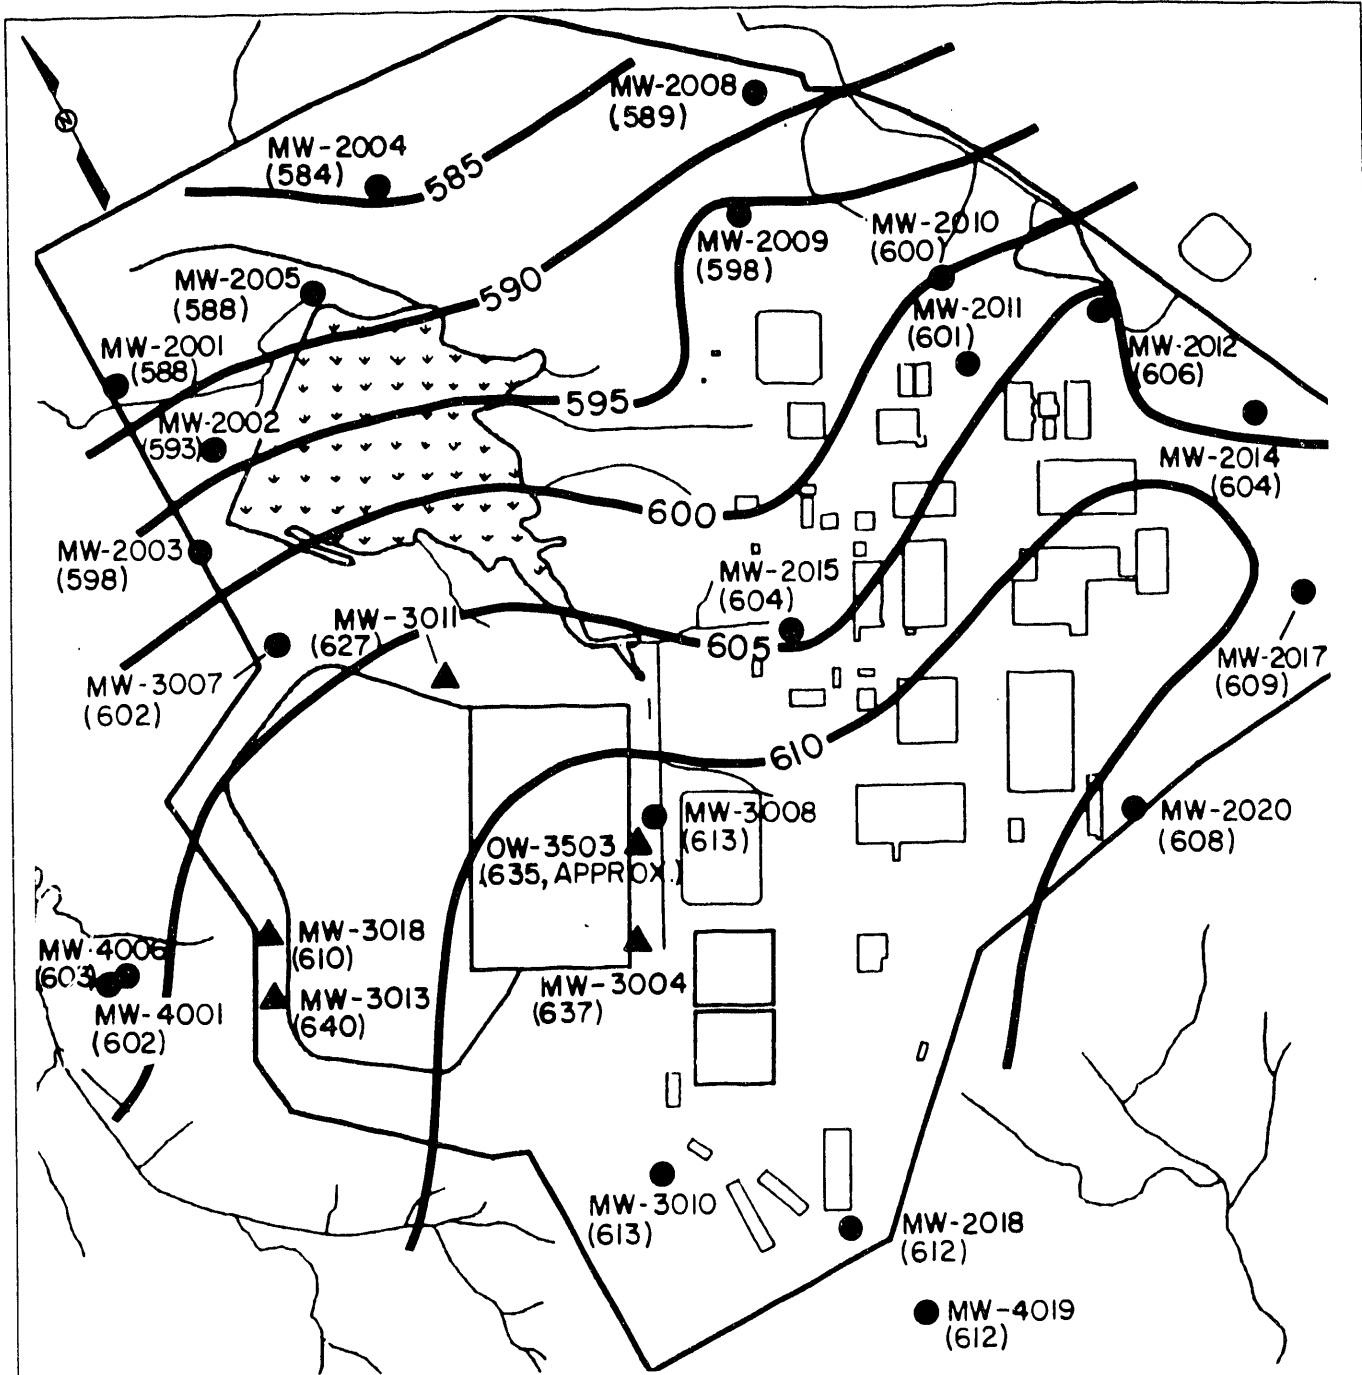 MW-2008
(589)
MW-2004
(584)
585
N
MW-2010
(600)
MW-2009
(598)
MW-2005
(588)
590
MW-2011
(601)
MW-2001
(588)
MW-2012
(606)
595
MW-2002
(593)
MW-2014
(604)
600
MW-2003
(598)
MW-2015
(604)
MW-3011
(627)
605
MW-2017
(609)
MW-3007
(602)
610
MW-3008
(613)
MW-2020
(608)
OW-3503
(635, APPROX.)
MW-3018
(610)
MW-4006
(603)
MW-3004
(637)
MW-3013
(640)
MW-4001
(602)
MW-3010
(613)
MW-2018
(612)
MW-4019
(612)